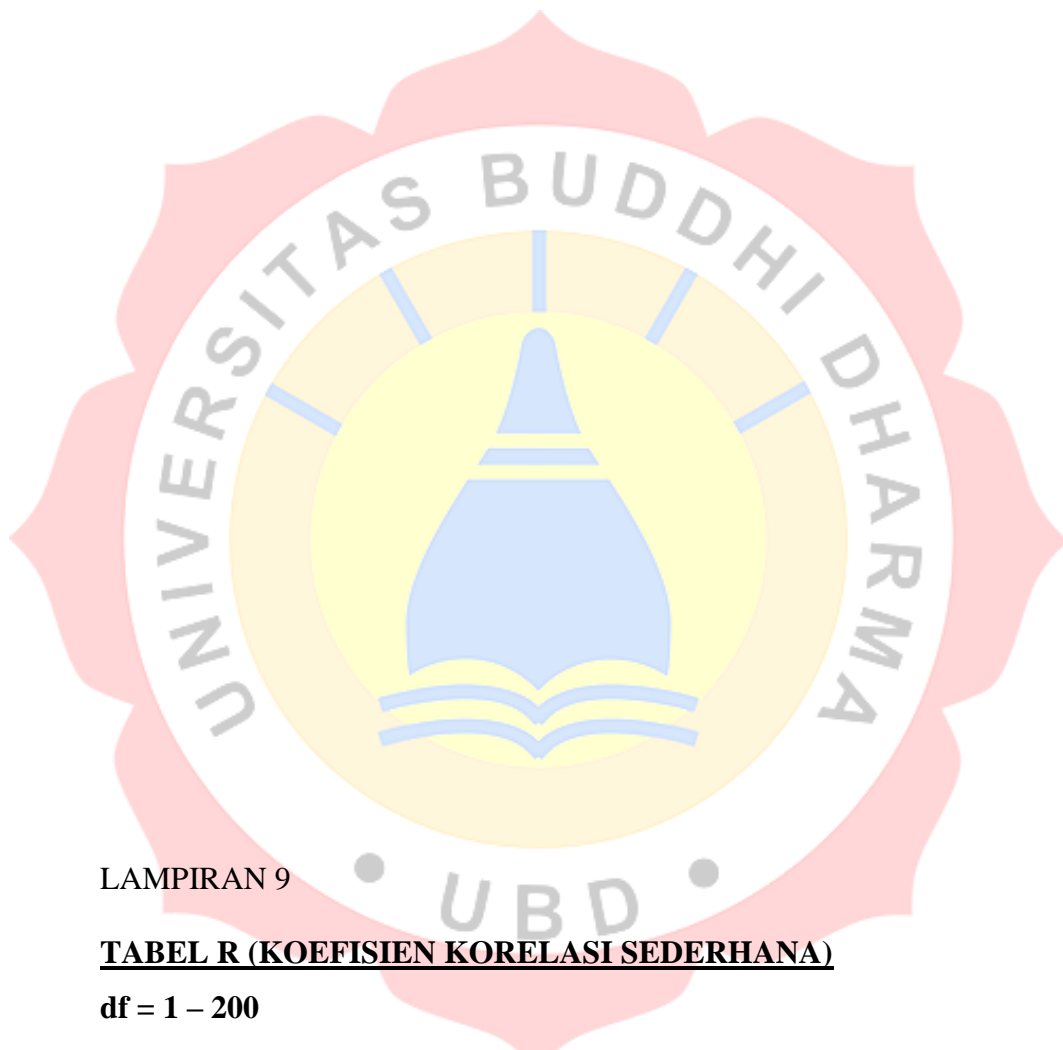 UNIVERSITAS BUDDHI DHARMA
• UBD •
LAMPIRAN 9
TABEL R (KOEFISIEN KORELASI SEDERHANA)
df = 1 – 200